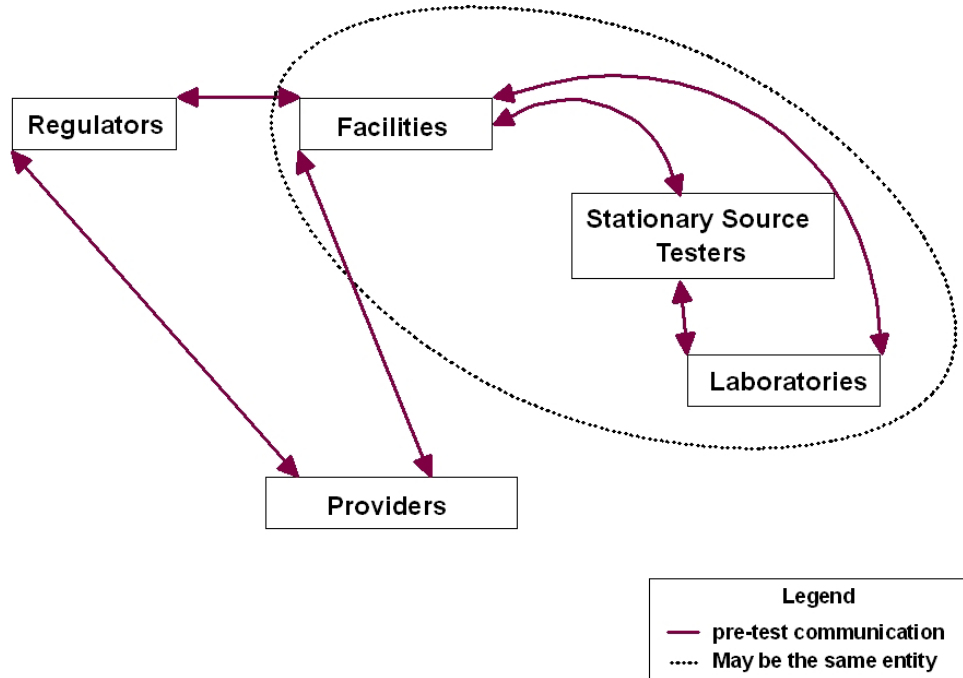 Regulators
Facilities
Stationary Source
Testers
Laboratories
Providers
Legend
pre-test communication
May be the same entity